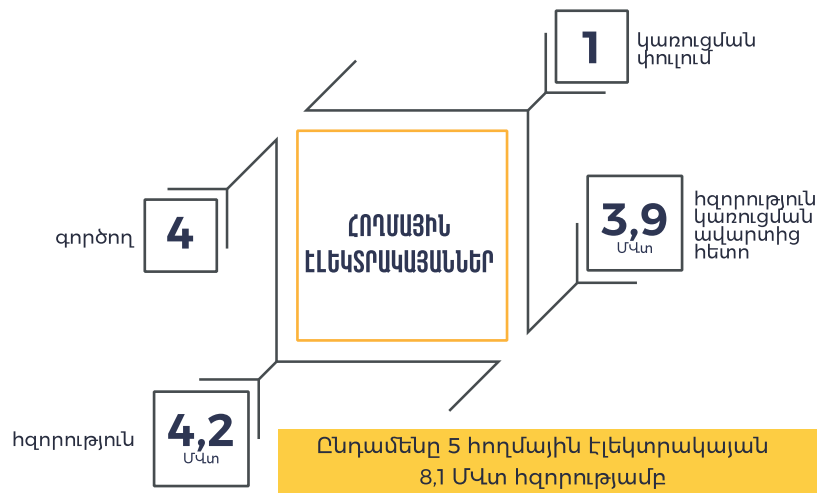 1
կառուցման
փուլում
ՀՈՂՄԱՅԻՆ
ԷԼԵԿՏՐԱԿԱՅԱՆՆԵՐ
4
գործող
3,9
ՄՎտ
հզորություն
կառուցման
ավարտից
հետո
4,2
ՄՎտ
հզորություն
Ընդամենը 5 հողմային էլեկտրակայան
8,1 ՄՎտ հզորությամբ